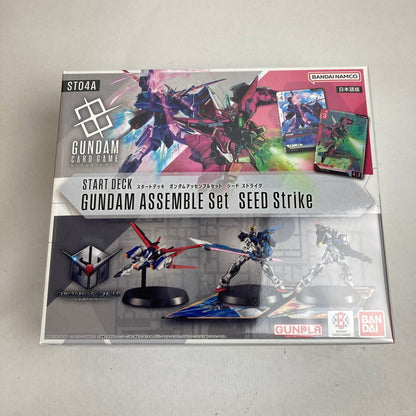 ST04A
BANDAI NAMCO
日本語版
GUNDAM
CARD GAME
START DECK スタートデッキ ガンダムアッセンブルセット シード ストライク
GUNDAM ASSEMBLE Set SEED Strike
GUNPLA
BANDAI